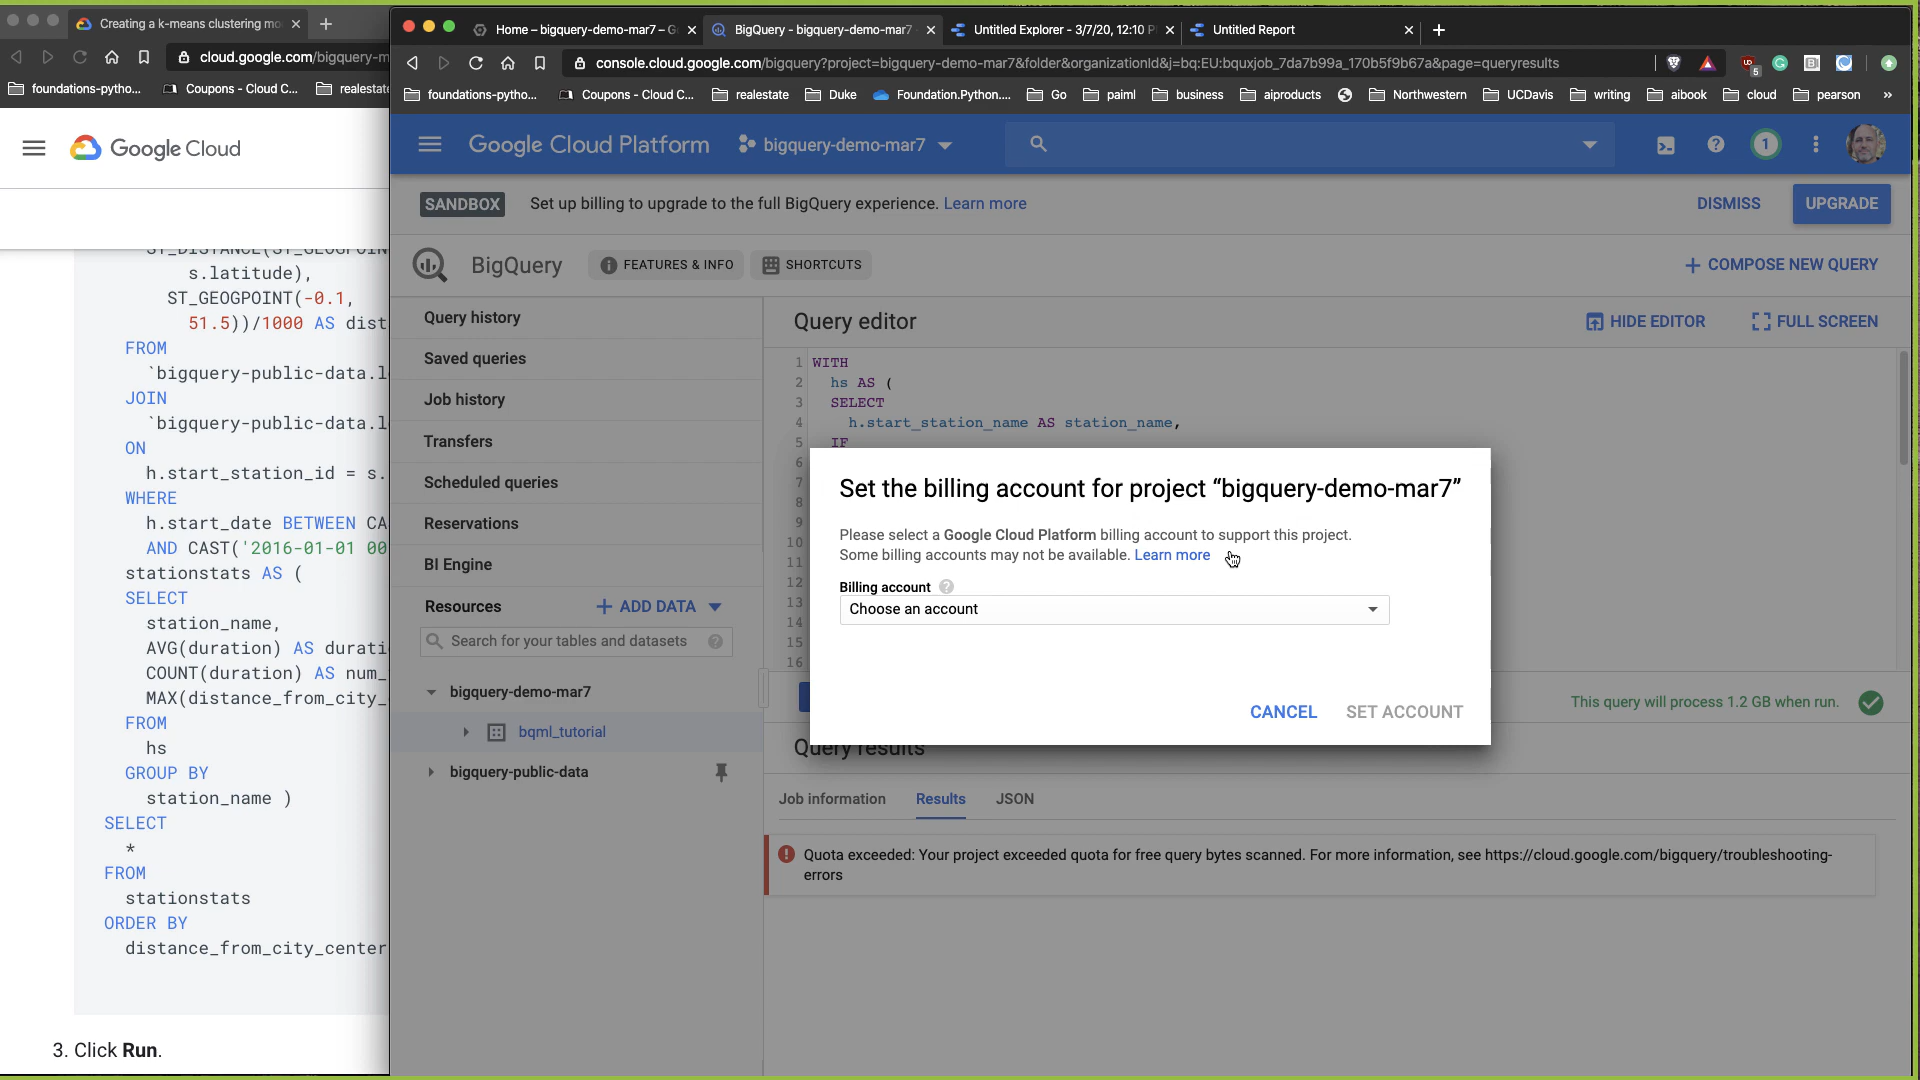 Creating a k-means clustering mo
cloud.google.com/bigquery-m
foundations-pytho...
Coupons - Cloud C...
realestate
Google Cloud
s.latitude),
ST_GEOGPOINT(-0.1,
51.5))/1000 AS dist
FROM
`bigquery-public-data.l
JOIN
`bigquery-public-data.l
ON
h.start_station_id = s.
WHERE
h.start_date BETWEEN CA
AND CAST('2016-01-01 00
stationstats AS (
SELECT
station_name,
AVG(duration) AS durati
COUNT(duration) AS num_
MAX(distance_from_city_
FROM
hs
GROUP BY
station_name )
SELECT
*
FROM
stationstats
ORDER BY
distance_from_city_center
3. Click Run.
Home – bigquery-demo-mar7 – G
BigQuery - bigquery-demo-mar7
Untitled Explorer - 3/7/20, 12:10 P
Untitled Report
console.cloud.google.com/bigquery?project=bigquery-demo-mar7&folder&organizationId&j=bq:EU:bquxjob_7da7b99a_170b5f9b67a&page=queryresults
5
foundations-pytho...
Coupons - Cloud C...
realestate
Duke
Foundation.Python....
Go
paiml
business
aiproducts
Northwestern
UCDavis
writing
aibook
cloud
pearson
»
Google Cloud Platform
bigquery-demo-mar7
1
SANDBOX
Set up billing to upgrade to the full BigQuery experience. Learn more
DISMISS
UPGRADE
BigQuery
FEATURES & INFO
SHORTCUTS
COMPOSE NEW QUERY
Query history
Saved queries
Job history
Transfers
Scheduled queries
Reservations
BI Engine
Resources
ADD DATA
Search for your tables and datasets
bigquery-demo-mar7
bqml_tutorial
bigquery-public-data
Query editor
HIDE EDITOR
FULL SCREEN
1 WITH
2 hs AS (
3 SELECT
4 h.start_station_name AS station_name,
5 IF
6
7
8
9
10
11
12
13
14
15
16
Set the billing account for project “bigquery-demo-mar7”
Please select a Google Cloud Platform billing account to support this project.
Some billing accounts may not be available. Learn more
Billing account
Choose an account
CANCEL
SET ACCOUNT
This query will process 1.2 GB when run.
Query results
Job information
Results
JSON
Quota exceeded: Your project exceeded quota for free query bytes scanned. For more information, see https://cloud.google.com/bigquery/troubleshooting-
errors